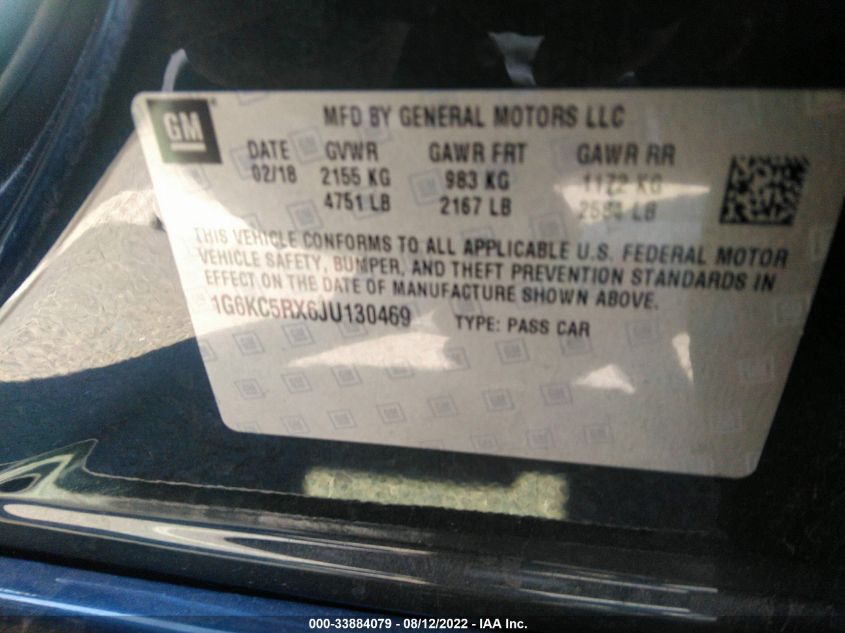 GM
MFD BY GENERAL MOTORS LLC
DATE GVWR GAWR FRT GAWR RR
02/18 2155 KG 983 KG 1172 KG
4751 LB 2167 LB LB
THIS VEHICLE CONFORMS TO ALL APPLICABLE U.S. FEDERAL MOTOR
VEHICLE SAFETY, BUMPER, AND THEFT PREVENTION STANDARDS IN
EFFECT ON THE DATE OF MANUFACTURE SHOWN ABOVE.
1G6KC5RX6JU130469 TYPE: PASS CAR
000-33884079 - 08/12/2022 - IAA Inc.